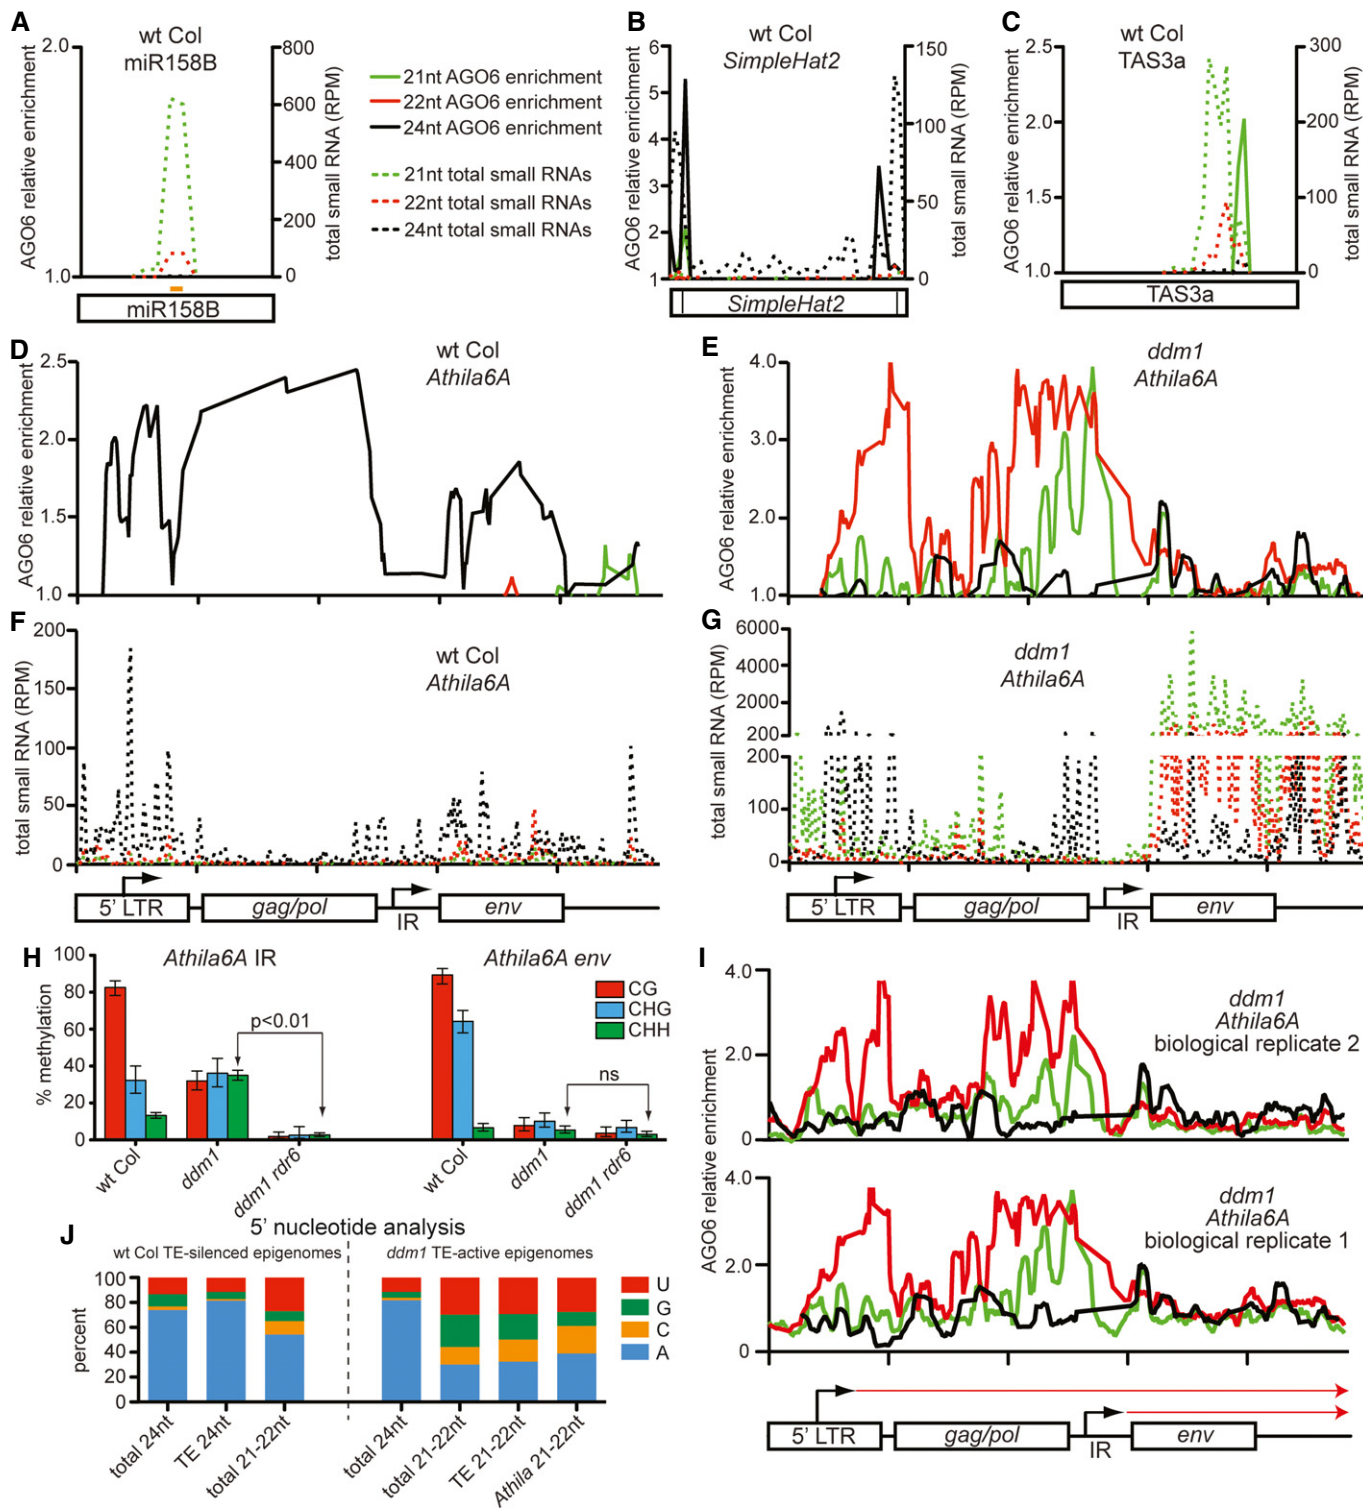 A
wt Col
miR158B
AGO6 relative enrichment
2.0
1.0
800
600
400
200
0
total small RNA (RPM)
miR158B
21nt AGO6 enrichment
22nt AGO6 enrichment
24nt AGO6 enrichment
21nt total small RNAs
22nt total small RNAs
24nt total small RNAs
B
wt Col
SimpleHat2
AGO6 relative enrichment
6
5
4
3
2
1
150
100
50
0
total small RNA (RPM)
SimpleHat2
C
wt Col
TAS3a
AGO6 relative enrichment
2.5
2.0
1.5
1.0
300
200
100
0
total small RNA (RPM)
TAS3a
D
wt Col
Athila6A
AGO6 relative enrichment
2.5
2.0
1.5
1.0
E
ddm1
Athila6A
AGO6 relative enrichment
4.0
3.0
2.0
1.0
F
wt Col
Athila6A
total small RNA (RPM)
200
150
100
50
0
5' LTR
gag/pol
IR
env
G
ddm1
Athila6A
total small RNA (RPM)
6000
4000
2000
200
200
100
0
5' LTR
gag/pol
IR
env
H
Athila6A IR
Athila6A env
% methylation
100
80
60
40
20
0
p<0.01
ns
CG
CHG
CHH
wt Col
ddm1
ddm1 rdr6
wt Col
ddm1
ddm1 rdr6
I
AGO6 relative enrichment
4.0
2.0
0
ddm1
Athila6A
biological replicate 2
4.0
2.0
0
ddm1
Athila6A
biological replicate 1
5' LTR
gag/pol
IR
env
J
5' nucleotide analysis
wt Col TE-silenced epigenomes
ddm1 TE-active epigenomes
percent
100
80
60
40
20
0
U
G
C
A
total 24nt
TE 24nt
total 21-22nt
total 24nt
total 21-22nt
TE 21-22nt
Athila 21-22nt